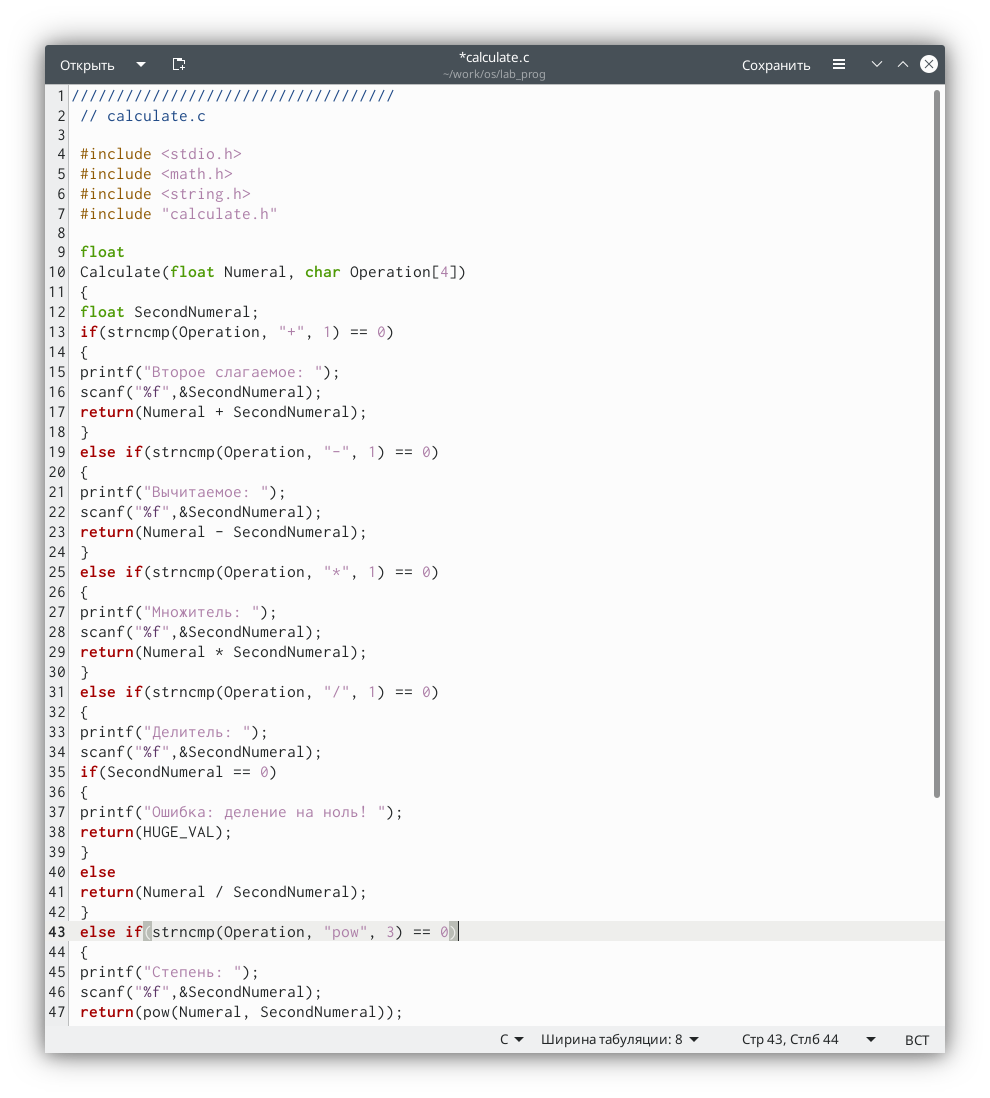 Открыть
*calculate.c
~/work/os/lab_prog
Сохранить
1 ////////////////////////////////////
2 // calculate.c
3
4 #include <stdio.h>
5 #include <math.h>
6 #include <string.h>
7 #include "calculate.h"
8
9 float
10 Calculate(float Numeral, char Operation[4])
11 {
12 float SecondNumeral;
13 if(strncmp(Operation, "+", 1) == 0)
14 {
15 printf("Второе слагаемое: ");
16 scanf("%f",&SecondNumeral);
17 return(Numeral + SecondNumeral);
18 }
19 else if(strncmp(Operation, "-", 1) == 0)
20 {
21 printf("Вычитаемое: ");
22 scanf("%f",&SecondNumeral);
23 return(Numeral - SecondNumeral);
24 }
25 else if(strncmp(Operation, "*", 1) == 0)
26 {
27 printf("Множитель: ");
28 scanf("%f",&SecondNumeral);
29 return(Numeral * SecondNumeral);
30 }
31 else if(strncmp(Operation, "/", 1) == 0)
32 {
33 printf("Делитель: ");
34 scanf("%f",&SecondNumeral);
35 if(SecondNumeral == 0)
36 {
37 printf("Ошибка: деление на ноль! ");
38 return(HUGE_VAL);
39 }
40 else
41 return(Numeral / SecondNumeral);
42 }
43 else if(strncmp(Operation, "pow", 3) == 0)
44 {
45 printf("Степень: ");
46 scanf("%f",&SecondNumeral);
47 return(pow(Numeral, SecondNumeral));
C
Ширина табуляции: 8
Стр 43, Стлб 44
ВСТ